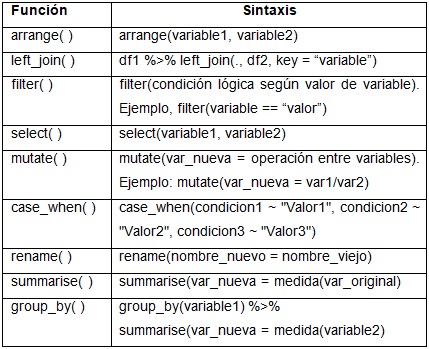 Función Sintaxis
arrange( ) arrange(variable1, variable2)
left_join( ) df1 %>% left_join(., df2, key = “variable”)
filter( ) filter(condición lógica según valor de variable).
Ejemplo, filter(variable == “valor”)
select( ) select(variable1, variable2)
mutate( ) mutate(var_nueva = operación entre variables).
Ejemplo: mutate(var_nueva = var1/var2)
case_when( ) case_when(condicion1 ~ "Valor1", condicion2 ~
"Valor2", condicion3 ~ "Valor3")
rename( ) rename(nombre_nuevo = nombre_viejo)
summarise( ) summarise(var_nueva = medida(var_original)
group_by( ) group_by(variable1) %>%
summarise(var_nueva = medida(variable2)